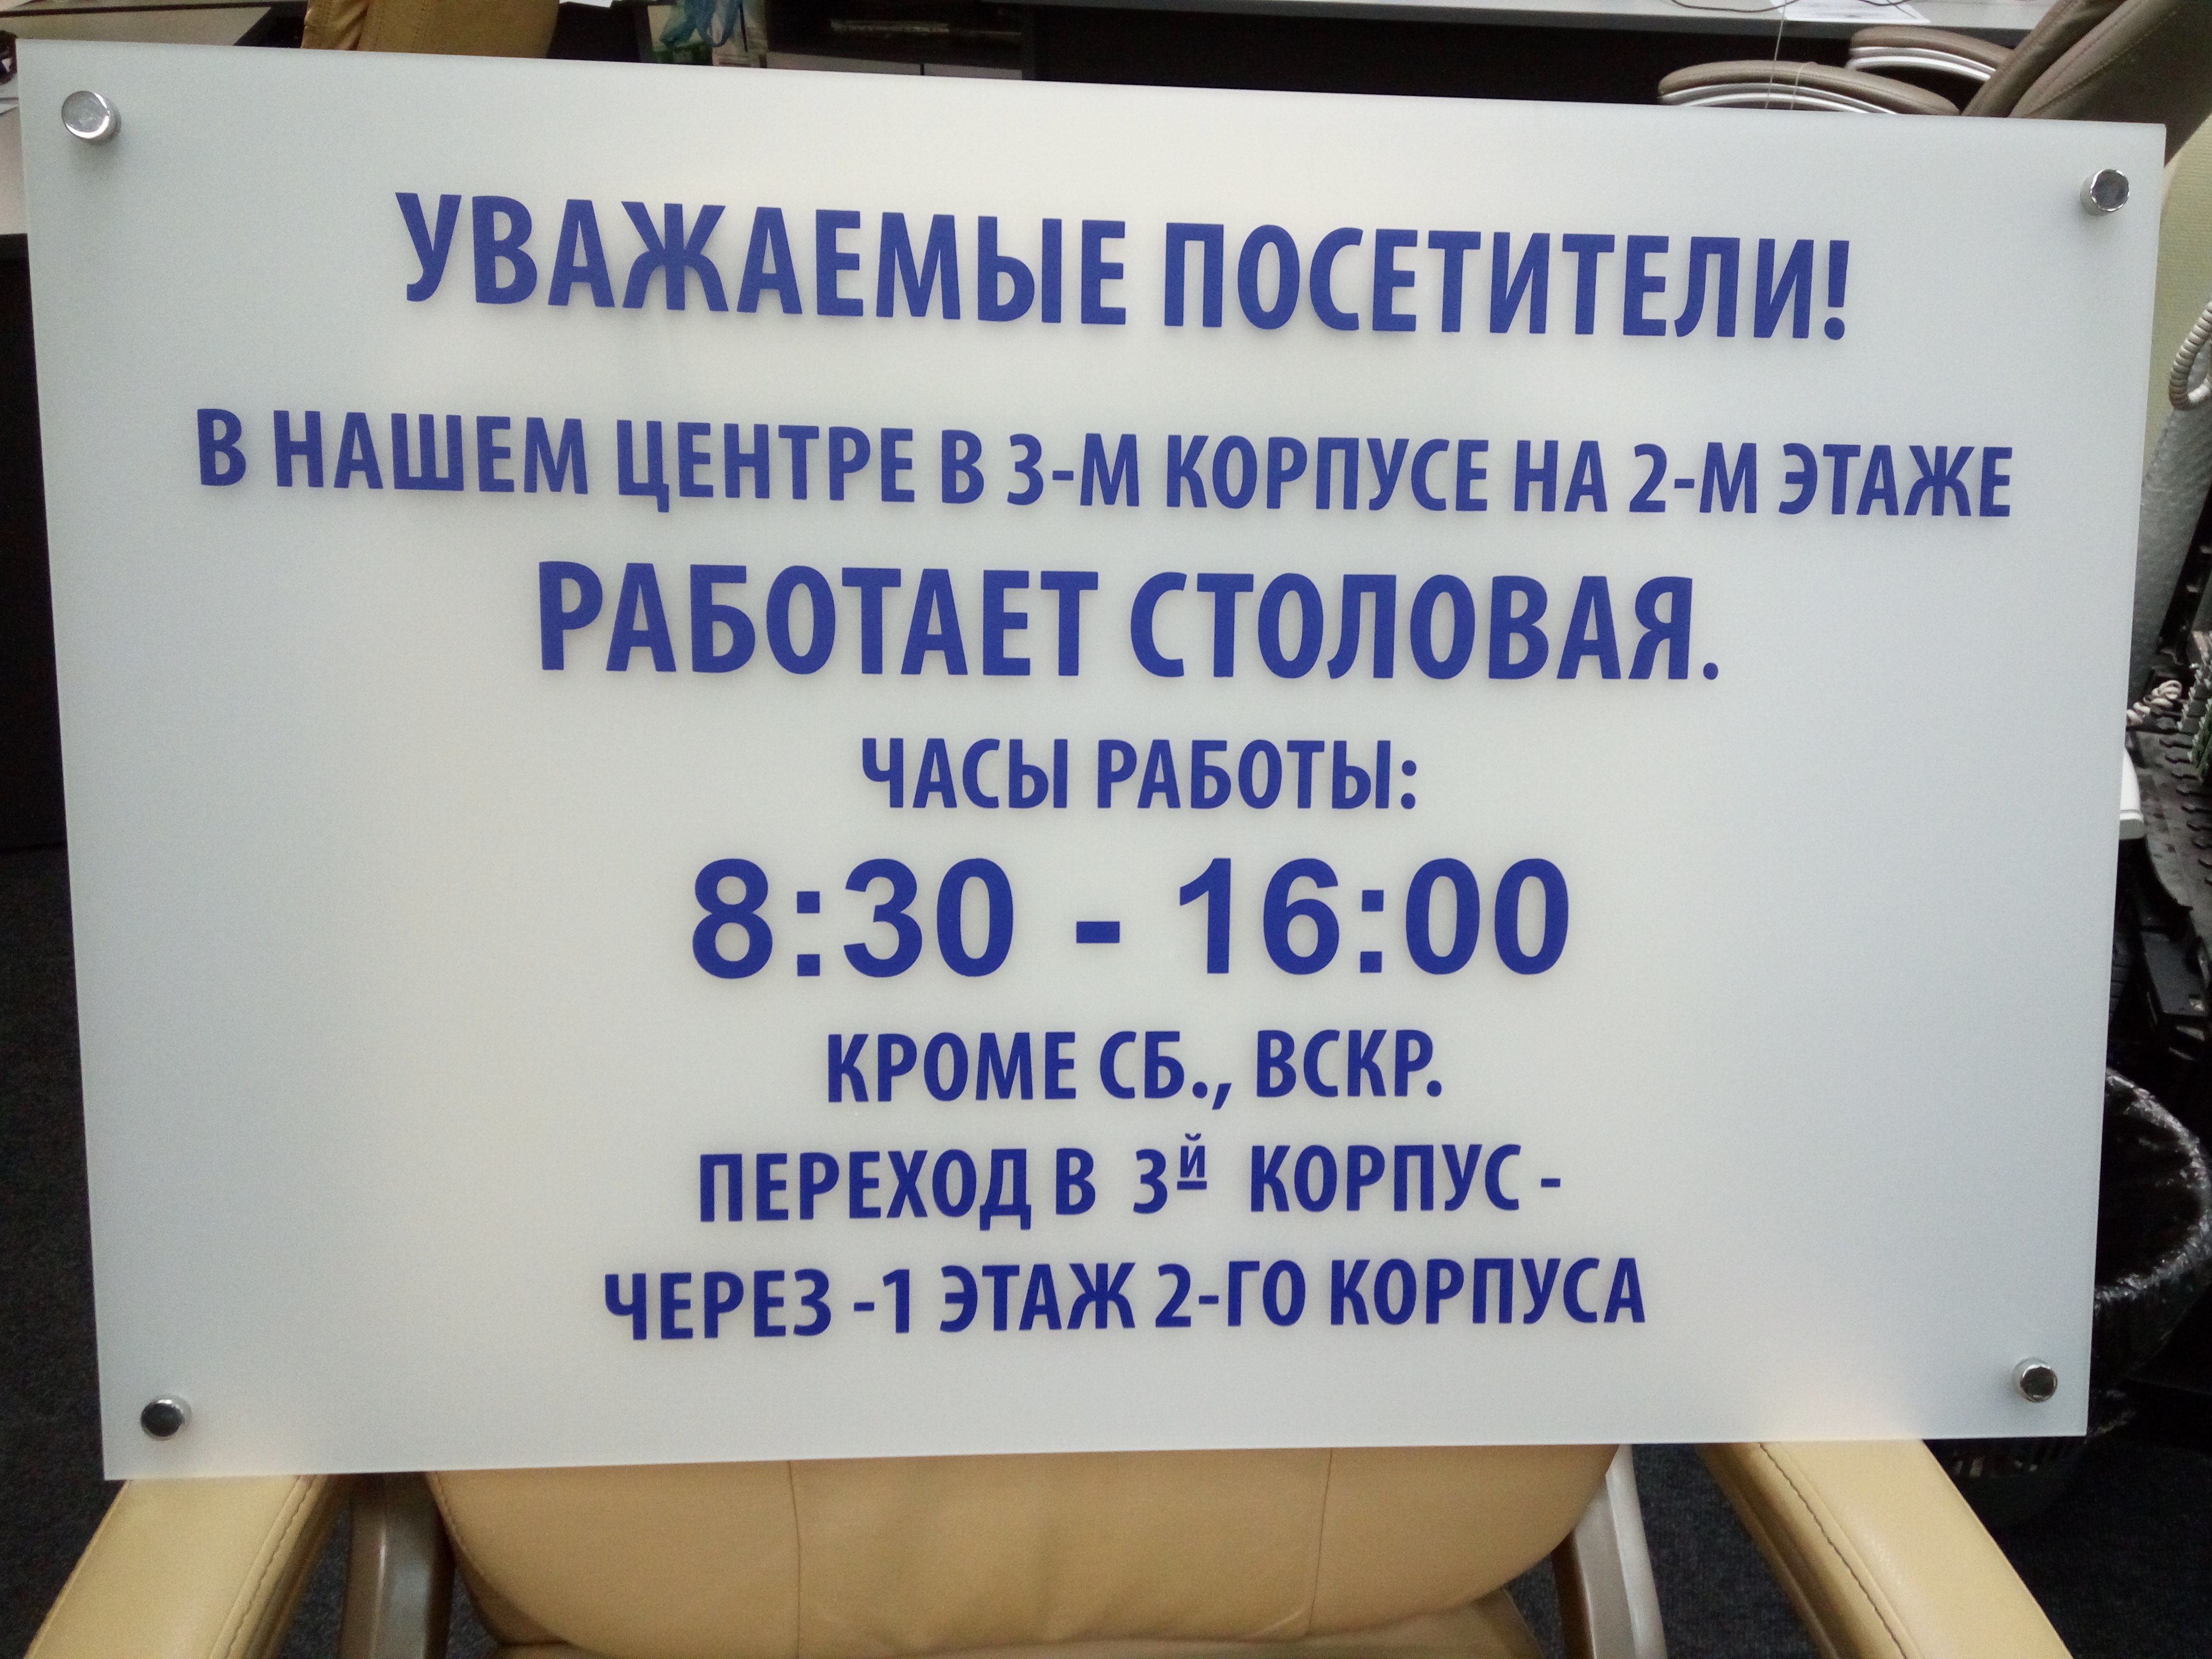 УВАЖАЕМЫЕ ПОСЕТИТЕЛИ!
В НАШЕМ ЦЕНТРЕ В 3-М КОРПУСЕ НА 2-М ЭТАЖЕ
РАБОТАЕТ СТОЛОВАЯ.
ЧАСЫ РАБОТЫ:
8:30 - 16:00
КРОМЕ СБ., ВСКР.
ПЕРЕХОД В 3й КОРПУС -
ЧЕРЕЗ -1 ЭТАЖ 2-ГО КОРПУСА